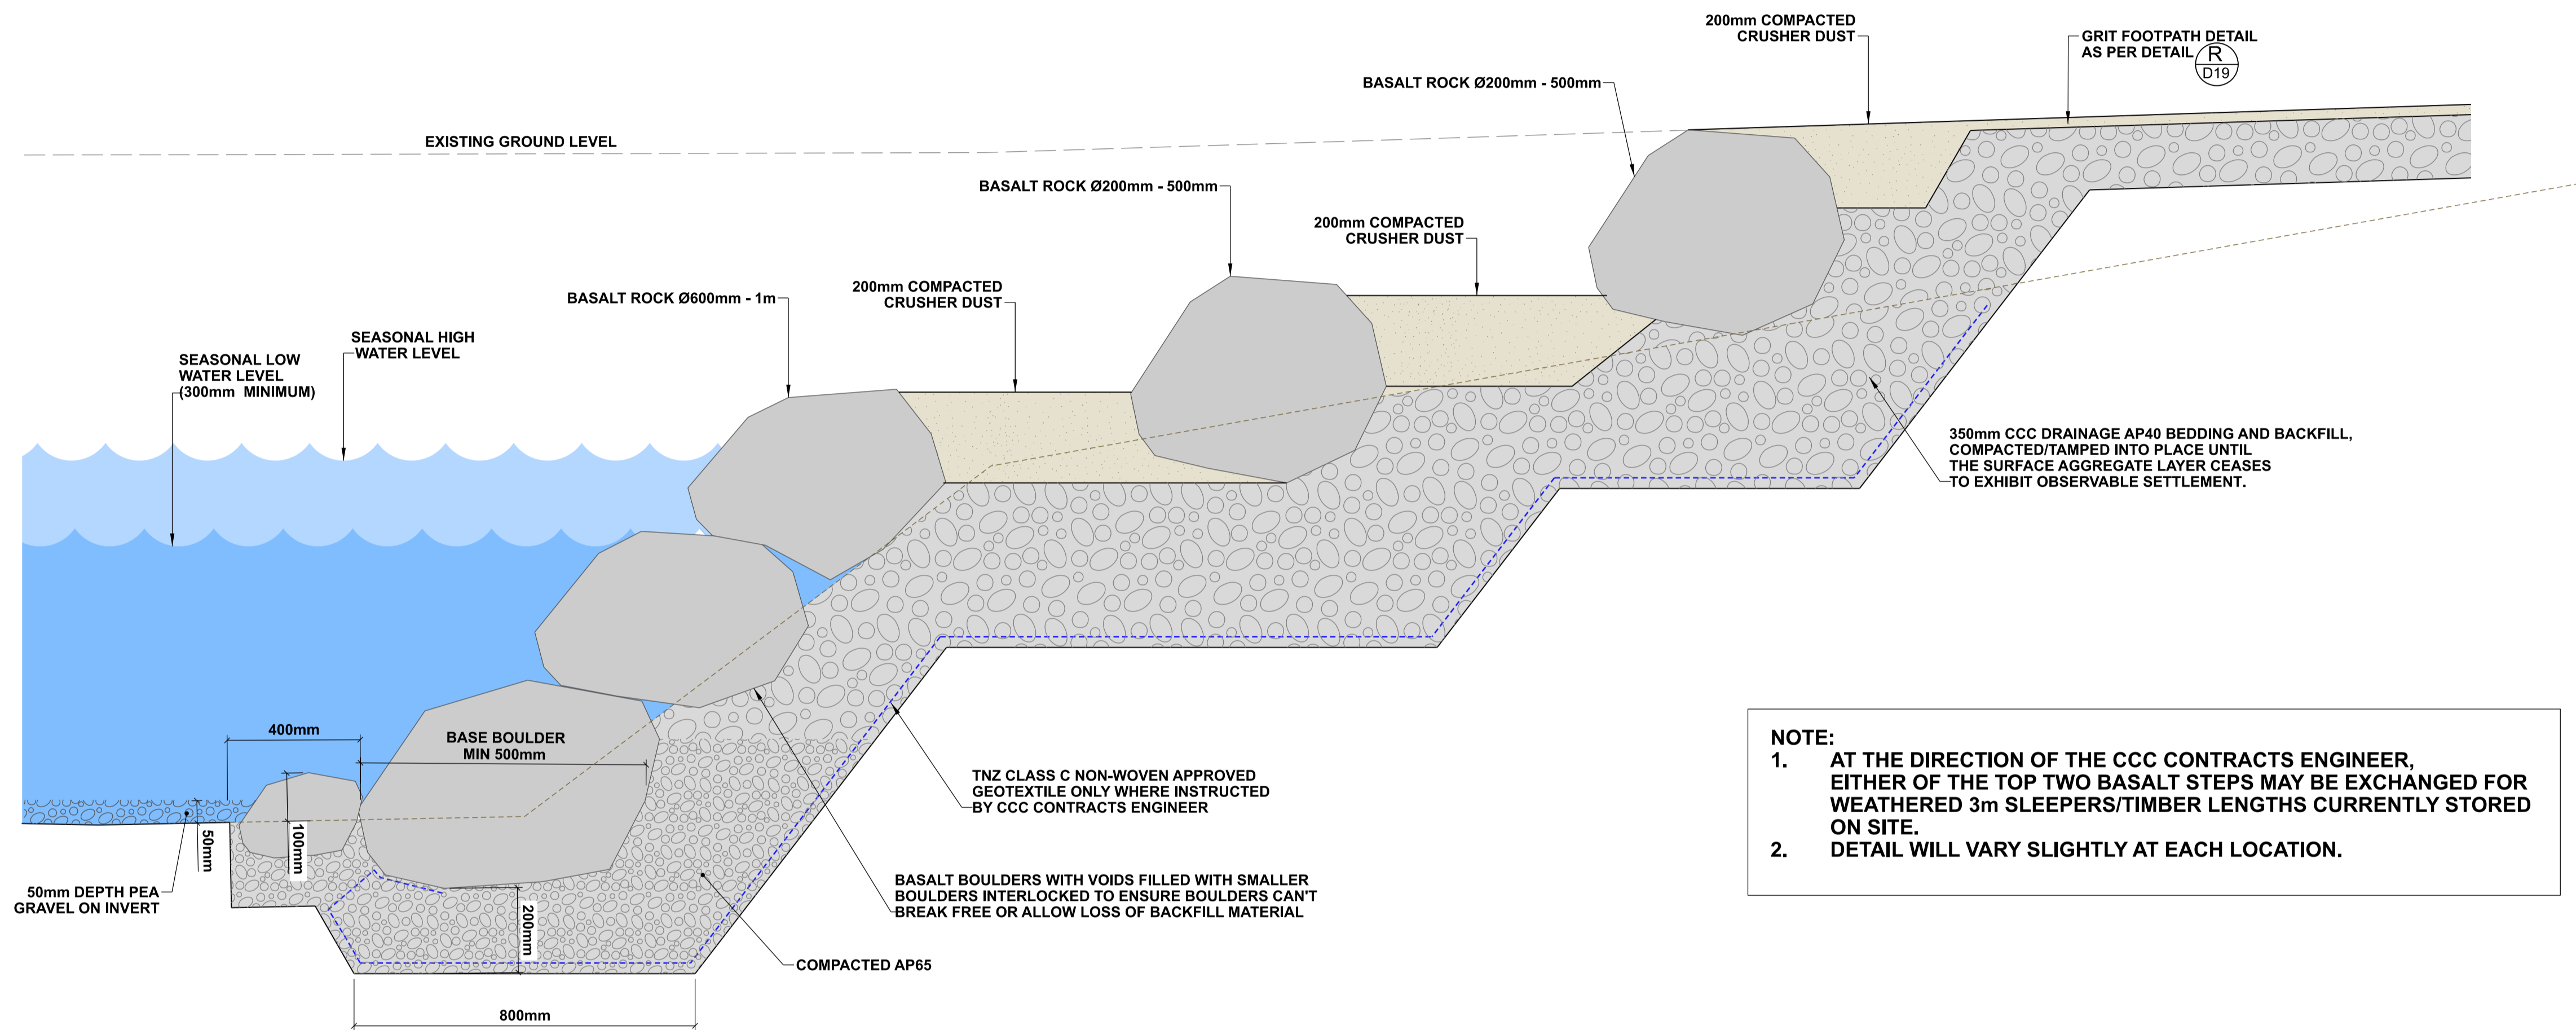 200mm COMPACTED
CRUSHER DUST
GRIT FOOTPATH DETAIL
AS PER DETAIL
R
D19
BASALT ROCK Ø200mm - 500mm
EXISTING GROUND LEVEL
BASALT ROCK Ø200mm - 500mm
200mm COMPACTED
CRUSHER DUST
BASALT ROCK Ø600mm - 1m
200mm COMPACTED
CRUSHER DUST
SEASONAL HIGH
WATER LEVEL
SEASONAL LOW
WATER LEVEL
(300mm MINIMUM)
350mm CCC DRAINAGE AP40 BEDDING AND BACKFILL,
COMPACTED/TAMPED INTO PLACE UNTIL
THE SURFACE AGGREGATE LAYER CEASES
TO EXHIBIT OBSERVABLE SETTLEMENT.
400mm
BASE BOULDER
MIN 500mm
TNZ CLASS C NON-WOVEN APPROVED
GEOTEXTILE ONLY WHERE INSTRUCTED
BY CCC CONTRACTS ENGINEER
50mm
100mm
50mm DEPTH PEA
GRAVEL ON INVERT
200mm
BASALT BOULDERS WITH VOIDS FILLED WITH SMALLER
BOULDERS INTERLOCKED TO ENSURE BOULDERS CAN'T
BREAK FREE OR ALLOW LOSS OF BACKFILL MATERIAL
COMPACTED AP65
800mm
NOTE:
1. AT THE DIRECTION OF THE CCC CONTRACTS ENGINEER,
EITHER OF THE TOP TWO BASALT STEPS MAY BE EXCHANGED FOR
WEATHERED 3m SLEEPERS/TIMBER LENGTHS CURRENTLY STORED
ON SITE.
2. DETAIL WILL VARY SLIGHTLY AT EACH LOCATION.